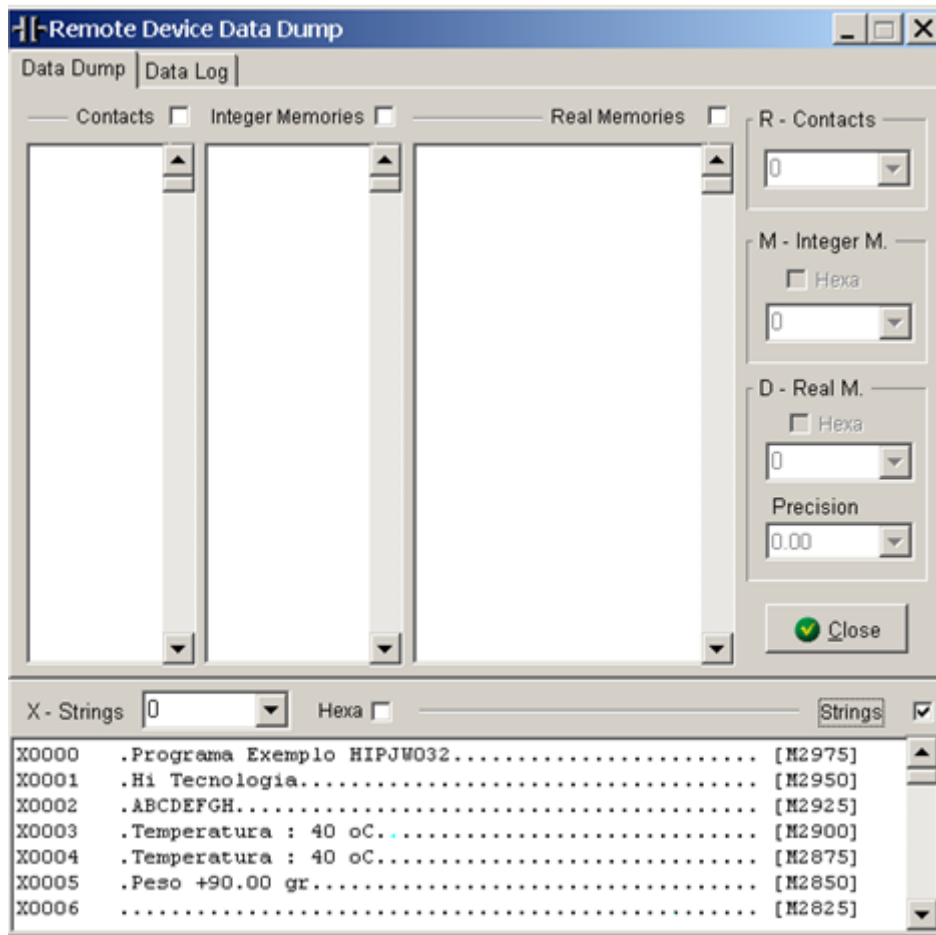 Remote Device Data Dump
Data Dump Data Log
Contacts Integer Memories Real Memories
R - Contacts
0
M - Integer M.
Hexa
0
D - Real M.
Hexa
0
Precision
0.00
Close
X - Strings 0 Hexa Strings
X0000 .Programa Exemplo HIPJW032........................ [M2975]
X0001 .Hi Tecnologia.................................... [M2950]
X0002 .ABCDEFGH......................................... [M2925]
X0003 .Temperatura : 40 oC.............................. [M2900]
X0004 .Temperatura : 40 oC.............................. [M2875]
X0005 .Peso +90.00 gr................................... [M2850]
X0006 .................................................. [M2825]